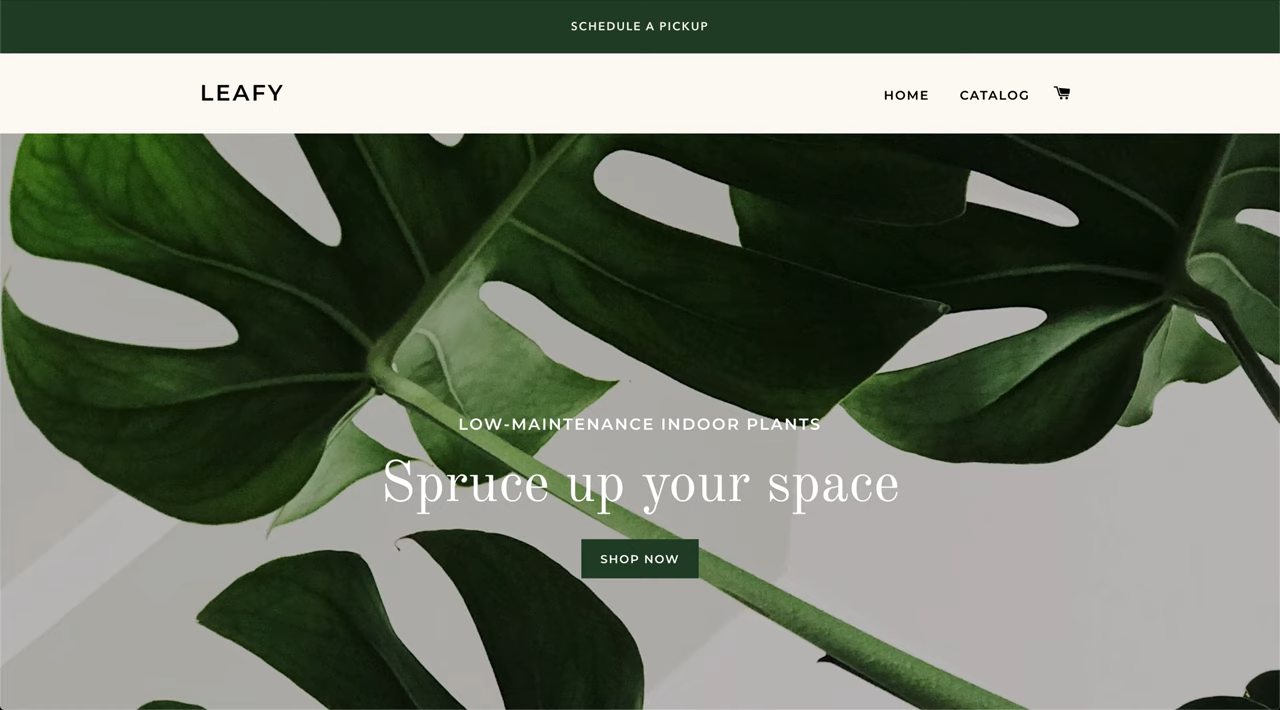 SCHEDULE A PICKUP
LEAFY
HOME CATALOG
LOW-MAINTENANCE INDOOR PLANTS
Spruce up your space
SHOP NOW